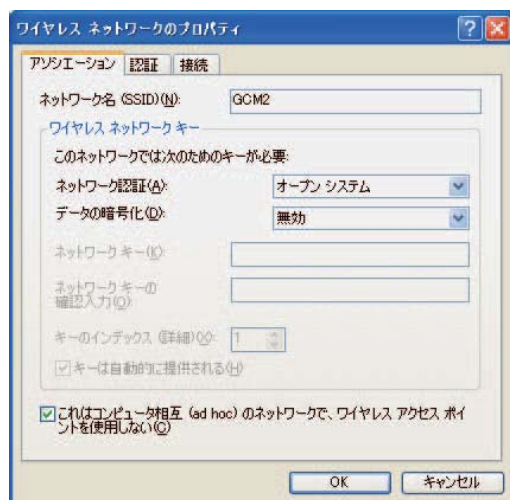 ワイヤレス ネットワークのプロパティ
アソシエーション 認証 接続
ネットワーク名 (SSID)(N): GCM2
ワイヤレス ネットワーク キー
このネットワークでは次のためのキーが必要:
ネットワーク認証(A): オープン システム
データの暗号化(D): 無効
ネットワーク キー(K):
ネットワーク キーの
確認入力(O):
キーのインデックス (詳細)(X): 1
キーは自動的に提供される(H)
これはコンピュータ相互 (ad hoc) のネットワークで、ワイヤレス アクセス ポイ
ントを使用しない(C)
OK キャンセル